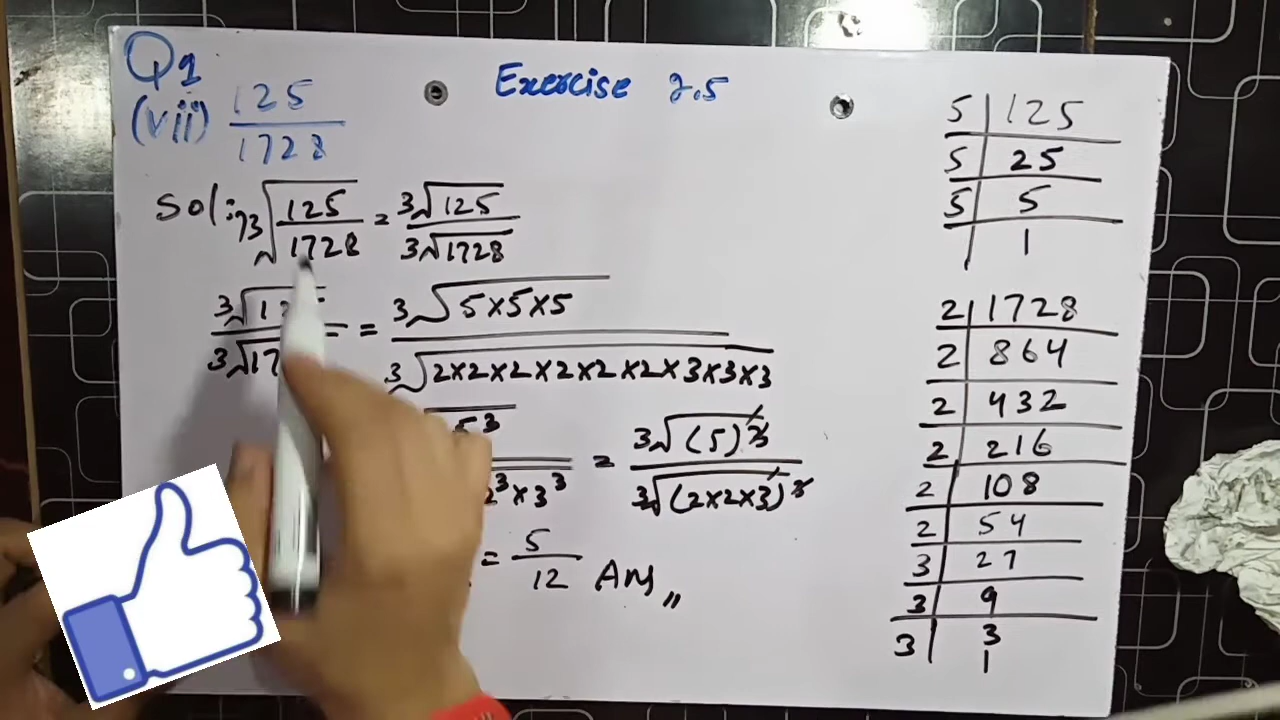 Q1
Exercise 2.5
(vii) 125/1728
Sol: ∛(125/1728) = ∛125/∛1728
= ∛(5×5×5)/∛(2×2×2×2×2×2×3×3×3)
5³/2³×3³ = ∛(5)³/∛(2×2×3)³
= 5/12 Ans,,
5 | 125
5 | 25
5 | 5
| 1
2 | 1728
2 | 864
2 | 432
2 | 216
2 | 108
2 | 54
3 | 27
3 | 9
3 | 3
1